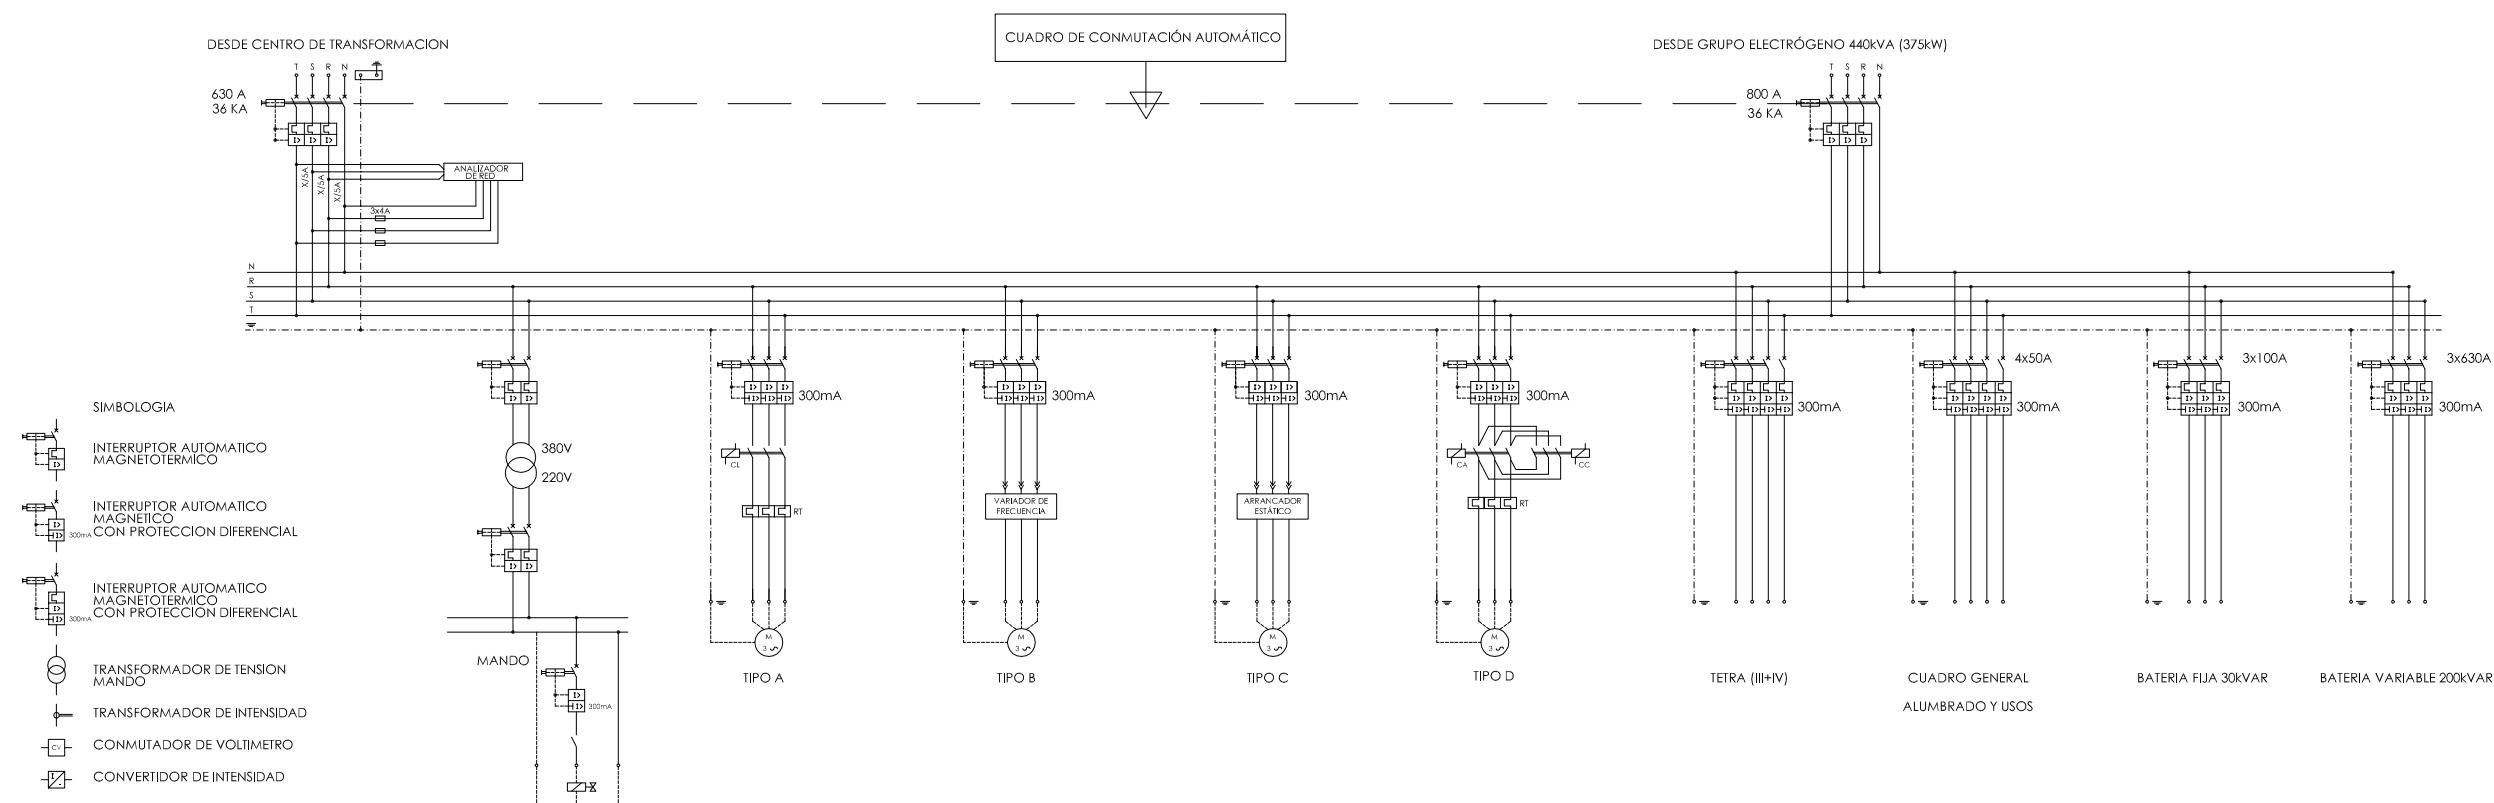 CUADRO DE CONMUTACIÓN AUTOMÁTICO
DESDE CENTRO DE TRANSFORMACION
T S R N
630 A
36 KA
DESDE GRUPO ELECTRÓGENO 440kVA (375kW)
T S R N
800 A
36 KA
I> I> I>
I> I> I>
ANALIZADOR
DE RED
X/5A
X/5A
X/5A
3x4A
N
R
S
T
4x50A
3x100A
3x630A
300mA
300mA
300mA
300mA
300mA
300mA
300mA
300mA
380V
220V
CL
CA
CC
VARIADOR DE
FRECUENCIA
ARRANCADOR
ESTÁTICO
RT
RT
M
3
M
3
M
3
M
3
MANDO
300mA
TIPO A
TIPO B
TIPO C
TIPO D
TETRA (III+IV)
CUADRO GENERAL
ALUMBRADO Y USOS
BATERIA FIJA 30kVAR
BATERIA VARIABLE 200kVAR
SIMBOLOGIA
INTERRUPTOR AUTOMATICO
MAGNETOTERMICO
INTERRUPTOR AUTOMATICO
MAGNETICO
300mA CON PROTECCION DIFERENCIAL
INTERRUPTOR AUTOMATICO
MAGNETOTERMICO
300mA CON PROTECCION DIFERENCIAL
TRANSFORMADOR DE TENSION
MANDO
TRANSFORMADOR DE INTENSIDAD
CV CONMUTADOR DE VOLTIMETRO
CONVERTIDOR DE INTENSIDAD